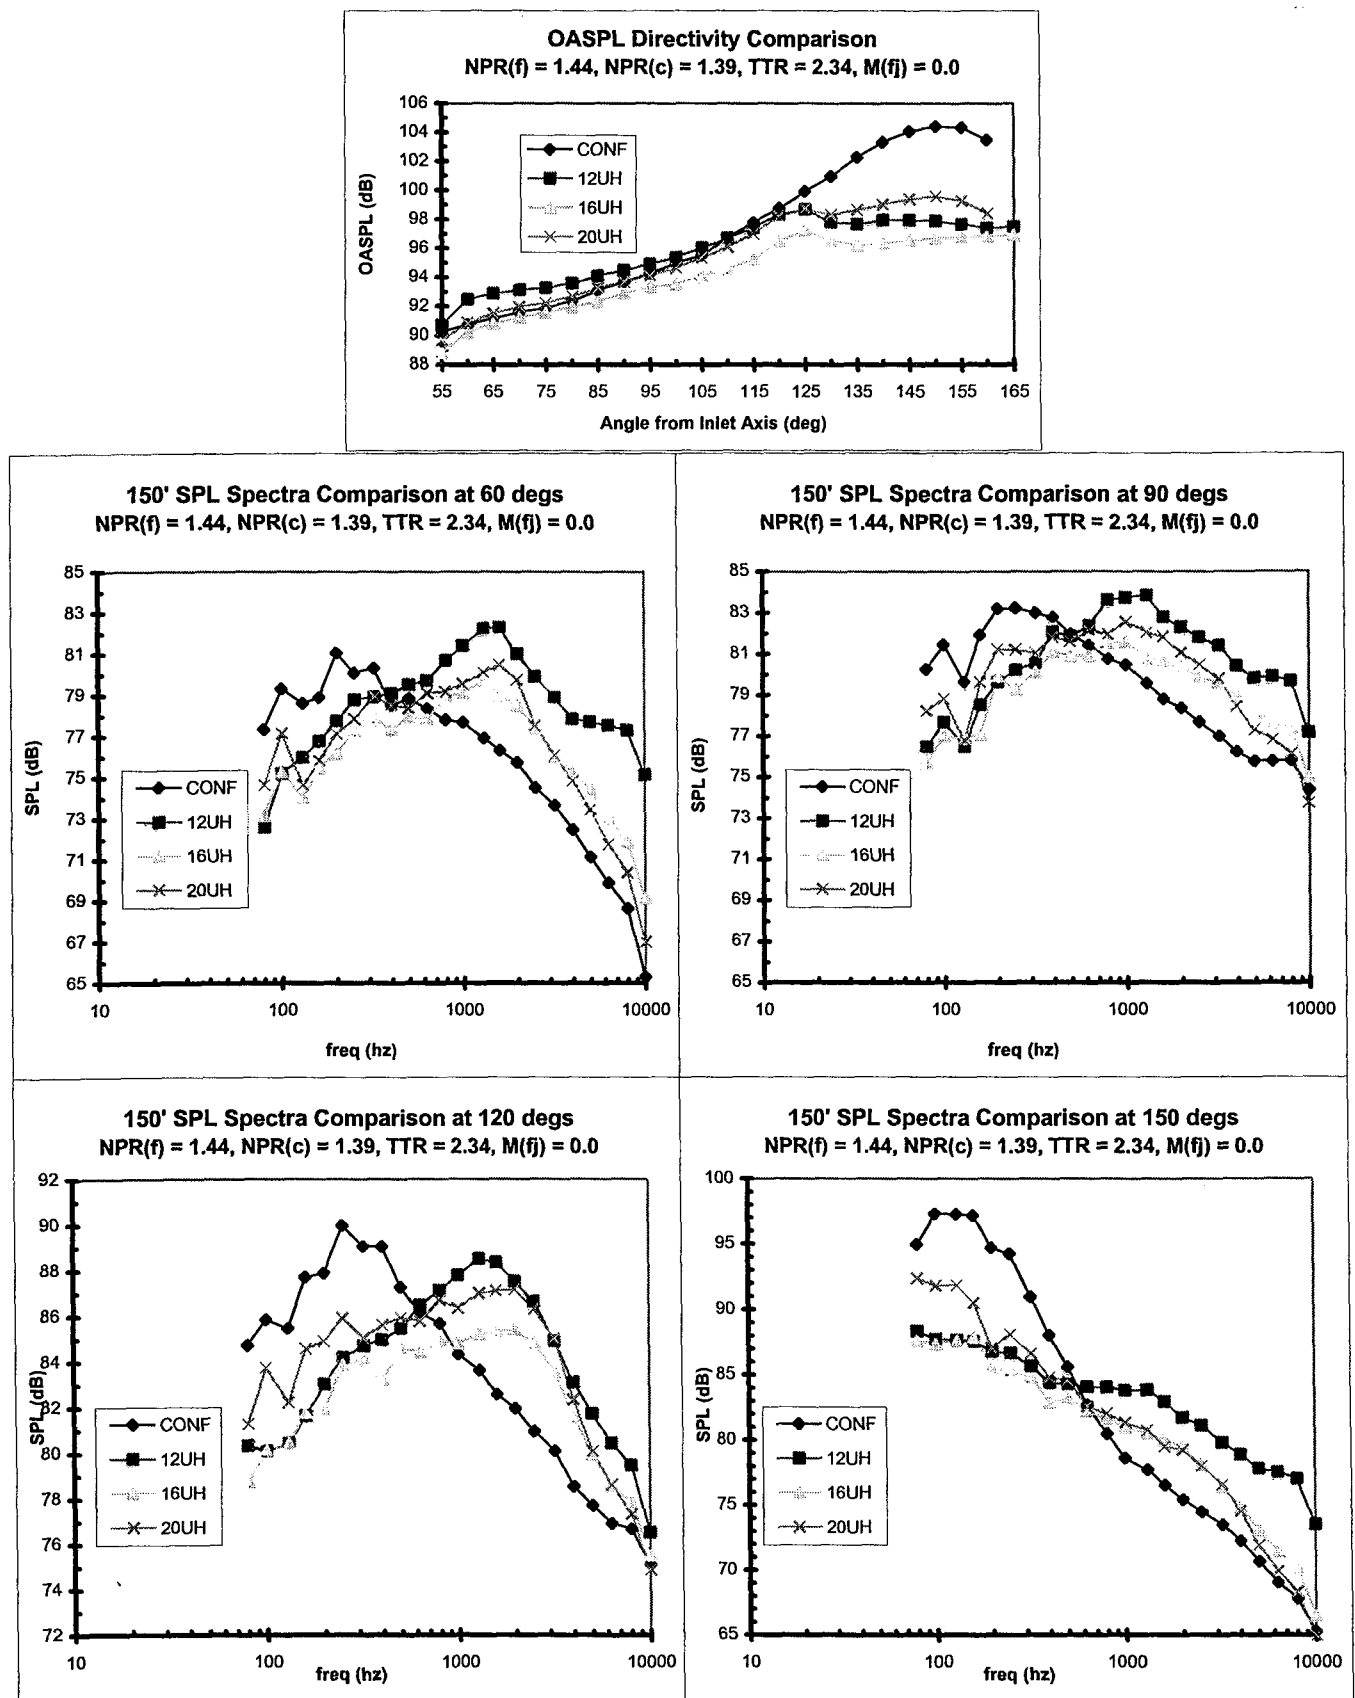 OASPL Directivity Comparison
NPR(f) = 1.44, NPR(c) = 1.39, TTR = 2.34, M(fj) = 0.0
106
104
102
100
98
96
94
92
90
88
OASPL (dB)
CONF
12UH
16UH
20UH
55 65 75 85 95 105 115 125 135 145 155 165
Angle from Inlet Axis (deg)
150' SPL Spectra Comparison at 60 degs
NPR(f) = 1.44, NPR(c) = 1.39, TTR = 2.34, M(fj) = 0.0
85
83
81
79
77
75
73
71
69
67
65
SPL (dB)
CONF
12UH
16UH
20UH
10 100 1000 10000
freq (hz)
150' SPL Spectra Comparison at 90 degs
NPR(f) = 1.44, NPR(c) = 1.39, TTR = 2.34, M(fj) = 0.0
85
83
81
79
77
75
73
71
69
67
65
SPL (dB)
CONF
12UH
16UH
20UH
10 100 1000 10000
freq (hz)
150' SPL Spectra Comparison at 120 degs
NPR(f) = 1.44, NPR(c) = 1.39, TTR = 2.34, M(fj) = 0.0
92
90
88
86
84
82
80
78
76
74
72
SPL (dB)
CONF
12UH
16UH
20UH
10 100 1000 10000
freq (hz)
150' SPL Spectra Comparison at 150 degs
NPR(f) = 1.44, NPR(c) = 1.39, TTR = 2.34, M(fj) = 0.0
100
95
90
85
80
75
70
65
SPL (dB)
CONF
12UH
16UH
20UH
10 100 1000 10000
freq (hz)